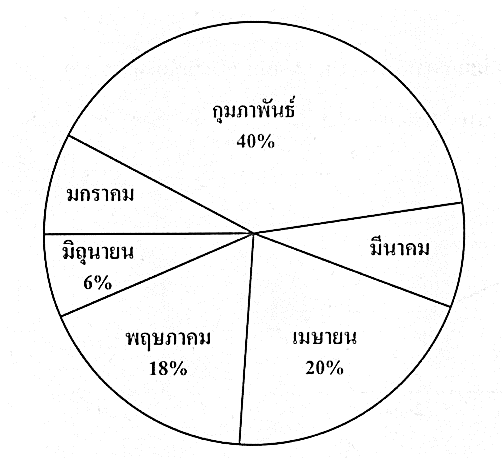 กุมภาพันธ์
40%
มกราคม
มีนาคม
มิถุนายน
6%
พฤษภาคม
18%
เมษายน
20%